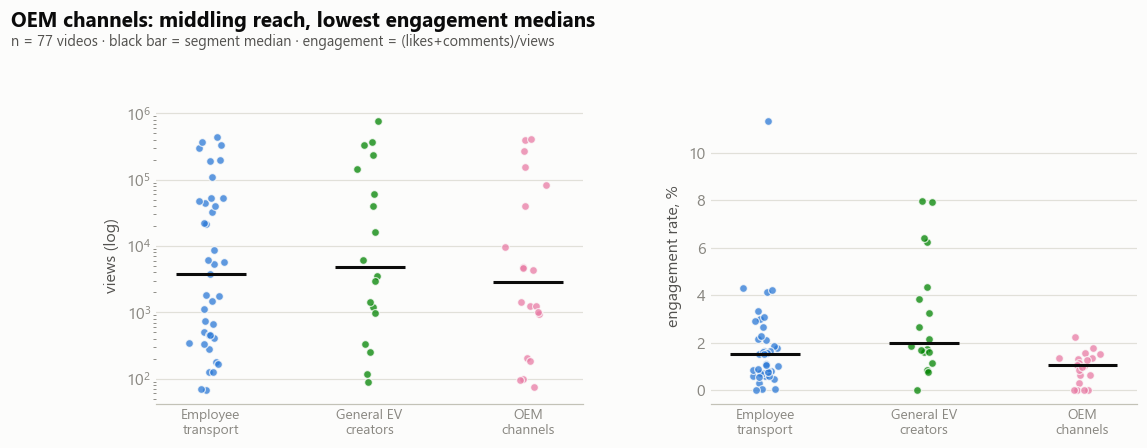 OEM channels: middling reach, lowest engagement medians
n = 77 videos · black bar = segment median · engagement = (likes+comments)/views
views (log)
10⁶
10⁵
10⁴
10³
10²
Employee
transport
General EV
creators
OEM
channels
engagement rate, %
10
8
6
4
2
0
Employee
transport
General EV
creators
OEM
channels